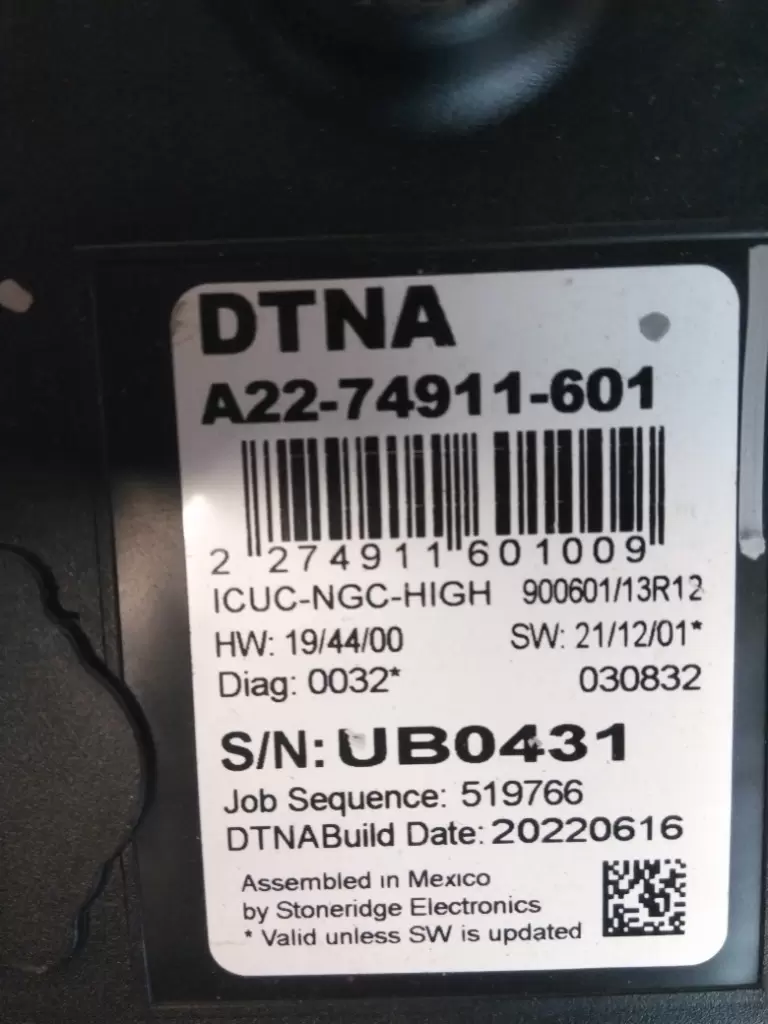 DTNA
A22-74911-601
2 274911 601009
ICUC-NGC-HIGH 900601/13R12
HW: 19/44/00 SW: 21/12/01*
Diag: 0032* 030832
S/N: UB0431
Job Sequence: 519766
DTNABuild Date: 20220616
Assembled in Mexico
by Stoneridge Electronics
* Valid unless SW is updated